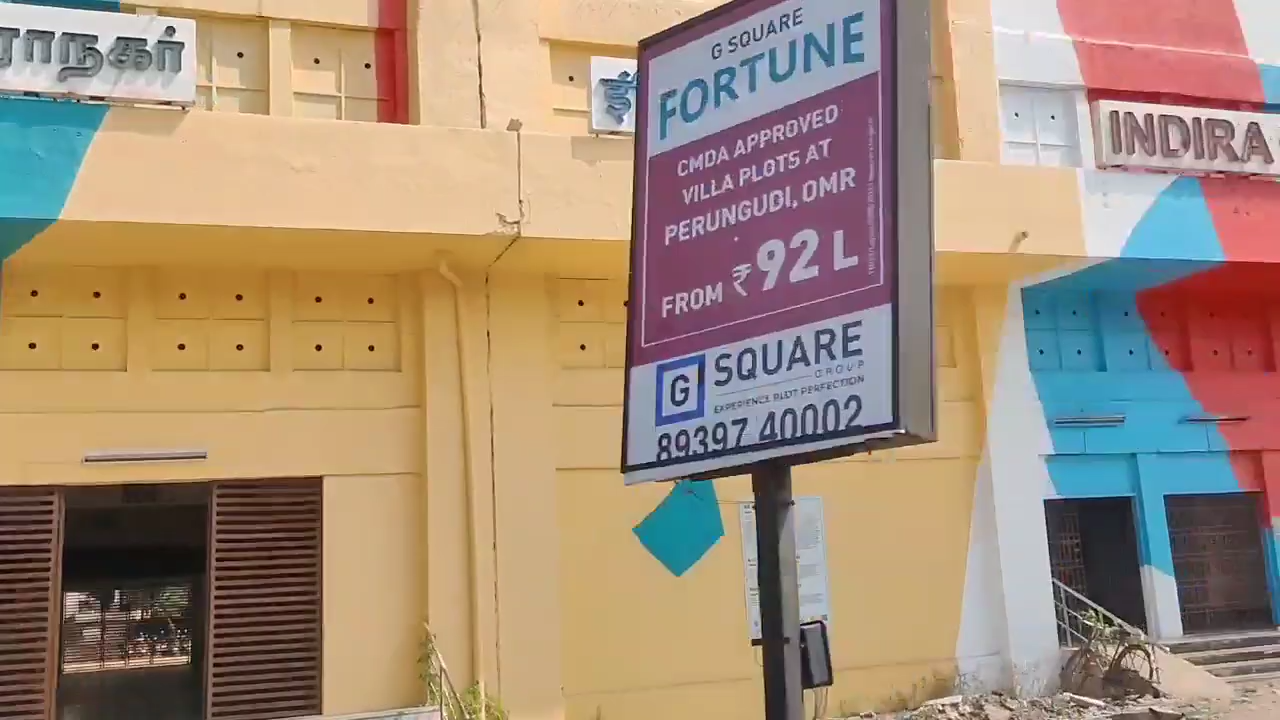 ராநகர்
G SQUARE
FORTUNE
CMDA APPROVED
VILLA PLOTS AT
PERUNGUDI, OMR
FROM ₹92 L
G SQUARE
GROUP
EXPERIENCE PLOT PERFECTION
89397 40002
INDIRA